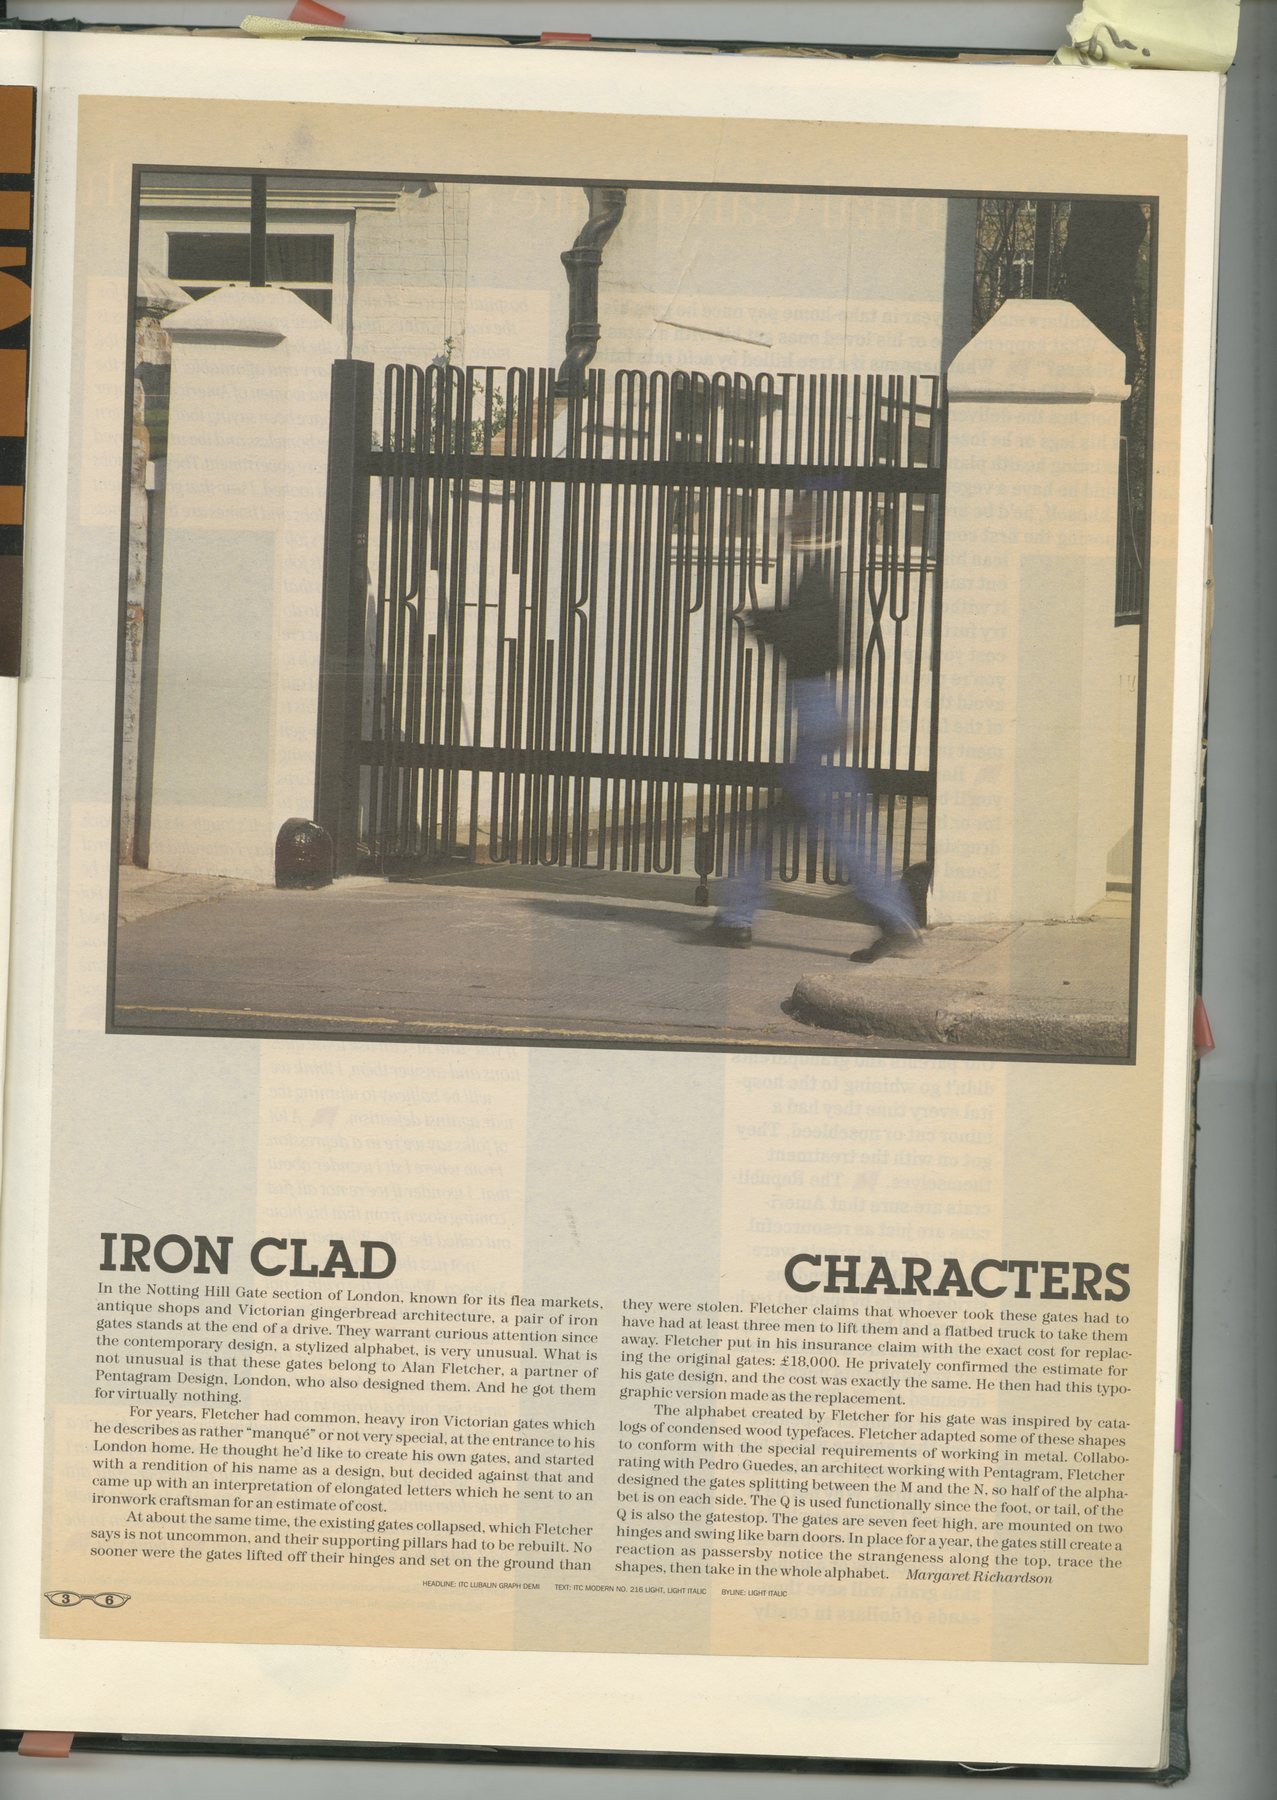 IRON CLAD
In the Notting Hill Gate section of London, known for its flea markets,
antique shops and Victorian gingerbread architecture, a pair of iron
gates stands at the end of a drive. They warrant curious attention since
the contemporary design, a stylized alphabet, is very unusual. What is
not unusual is that these gates belong to Alan Fletcher, a partner of
Pentagram Design, London, who also designed them. And he got them
for virtually nothing.
For years, Fletcher had common, heavy iron Victorian gates which
he describes as rather “manqué” or not very special, at the entrance to his
London home. He thought he’d like to create his own gates, and started
with a rendition of his name as a design, but decided against that and
came up with an interpretation of elongated letters which he sent to an
ironwork craftsman for an estimate of cost.
At about the same time, the existing gates collapsed, which Fletcher
says is not uncommon, and their supporting pillars had to be rebuilt. No
sooner were the gates lifted off their hinges and set on the ground than
CHARACTERS
they were stolen. Fletcher claims that whoever took these gates had to
have had at least three men to lift them and a flatbed truck to take them
away. Fletcher put in his insurance claim with the exact cost for replac-
ing the original gates: £18,000. He privately confirmed the estimate for
his gate design, and the cost was exactly the same. He then had this typo-
graphic version made as the replacement.
The alphabet created by Fletcher for his gate was inspired by cata-
logs of condensed wood typefaces. Fletcher adapted some of these shapes
to conform with the special requirements of working in metal. Collabo-
rating with Pedro Guedes, an architect working with Pentagram, Fletcher
designed the gates splitting between the M and the N, so half of the alpha-
bet is on each side. The Q is used functionally since the foot, or tail, of the
Q is also the gatestop. The gates are seven feet high, are mounted on two
hinges and swing like barn doors. In place for a year, the gates still create a
reaction as passersby notice the strangeness along the top, trace the
shapes, then take in the whole alphabet. Margaret Richardson
HEADLINE: ITC LUBALIN GRAPH DEMI TEXT: ITC MODERN NO. 216 LIGHT, LIGHT ITALIC BYLINE: LIGHT ITALIC
3 6